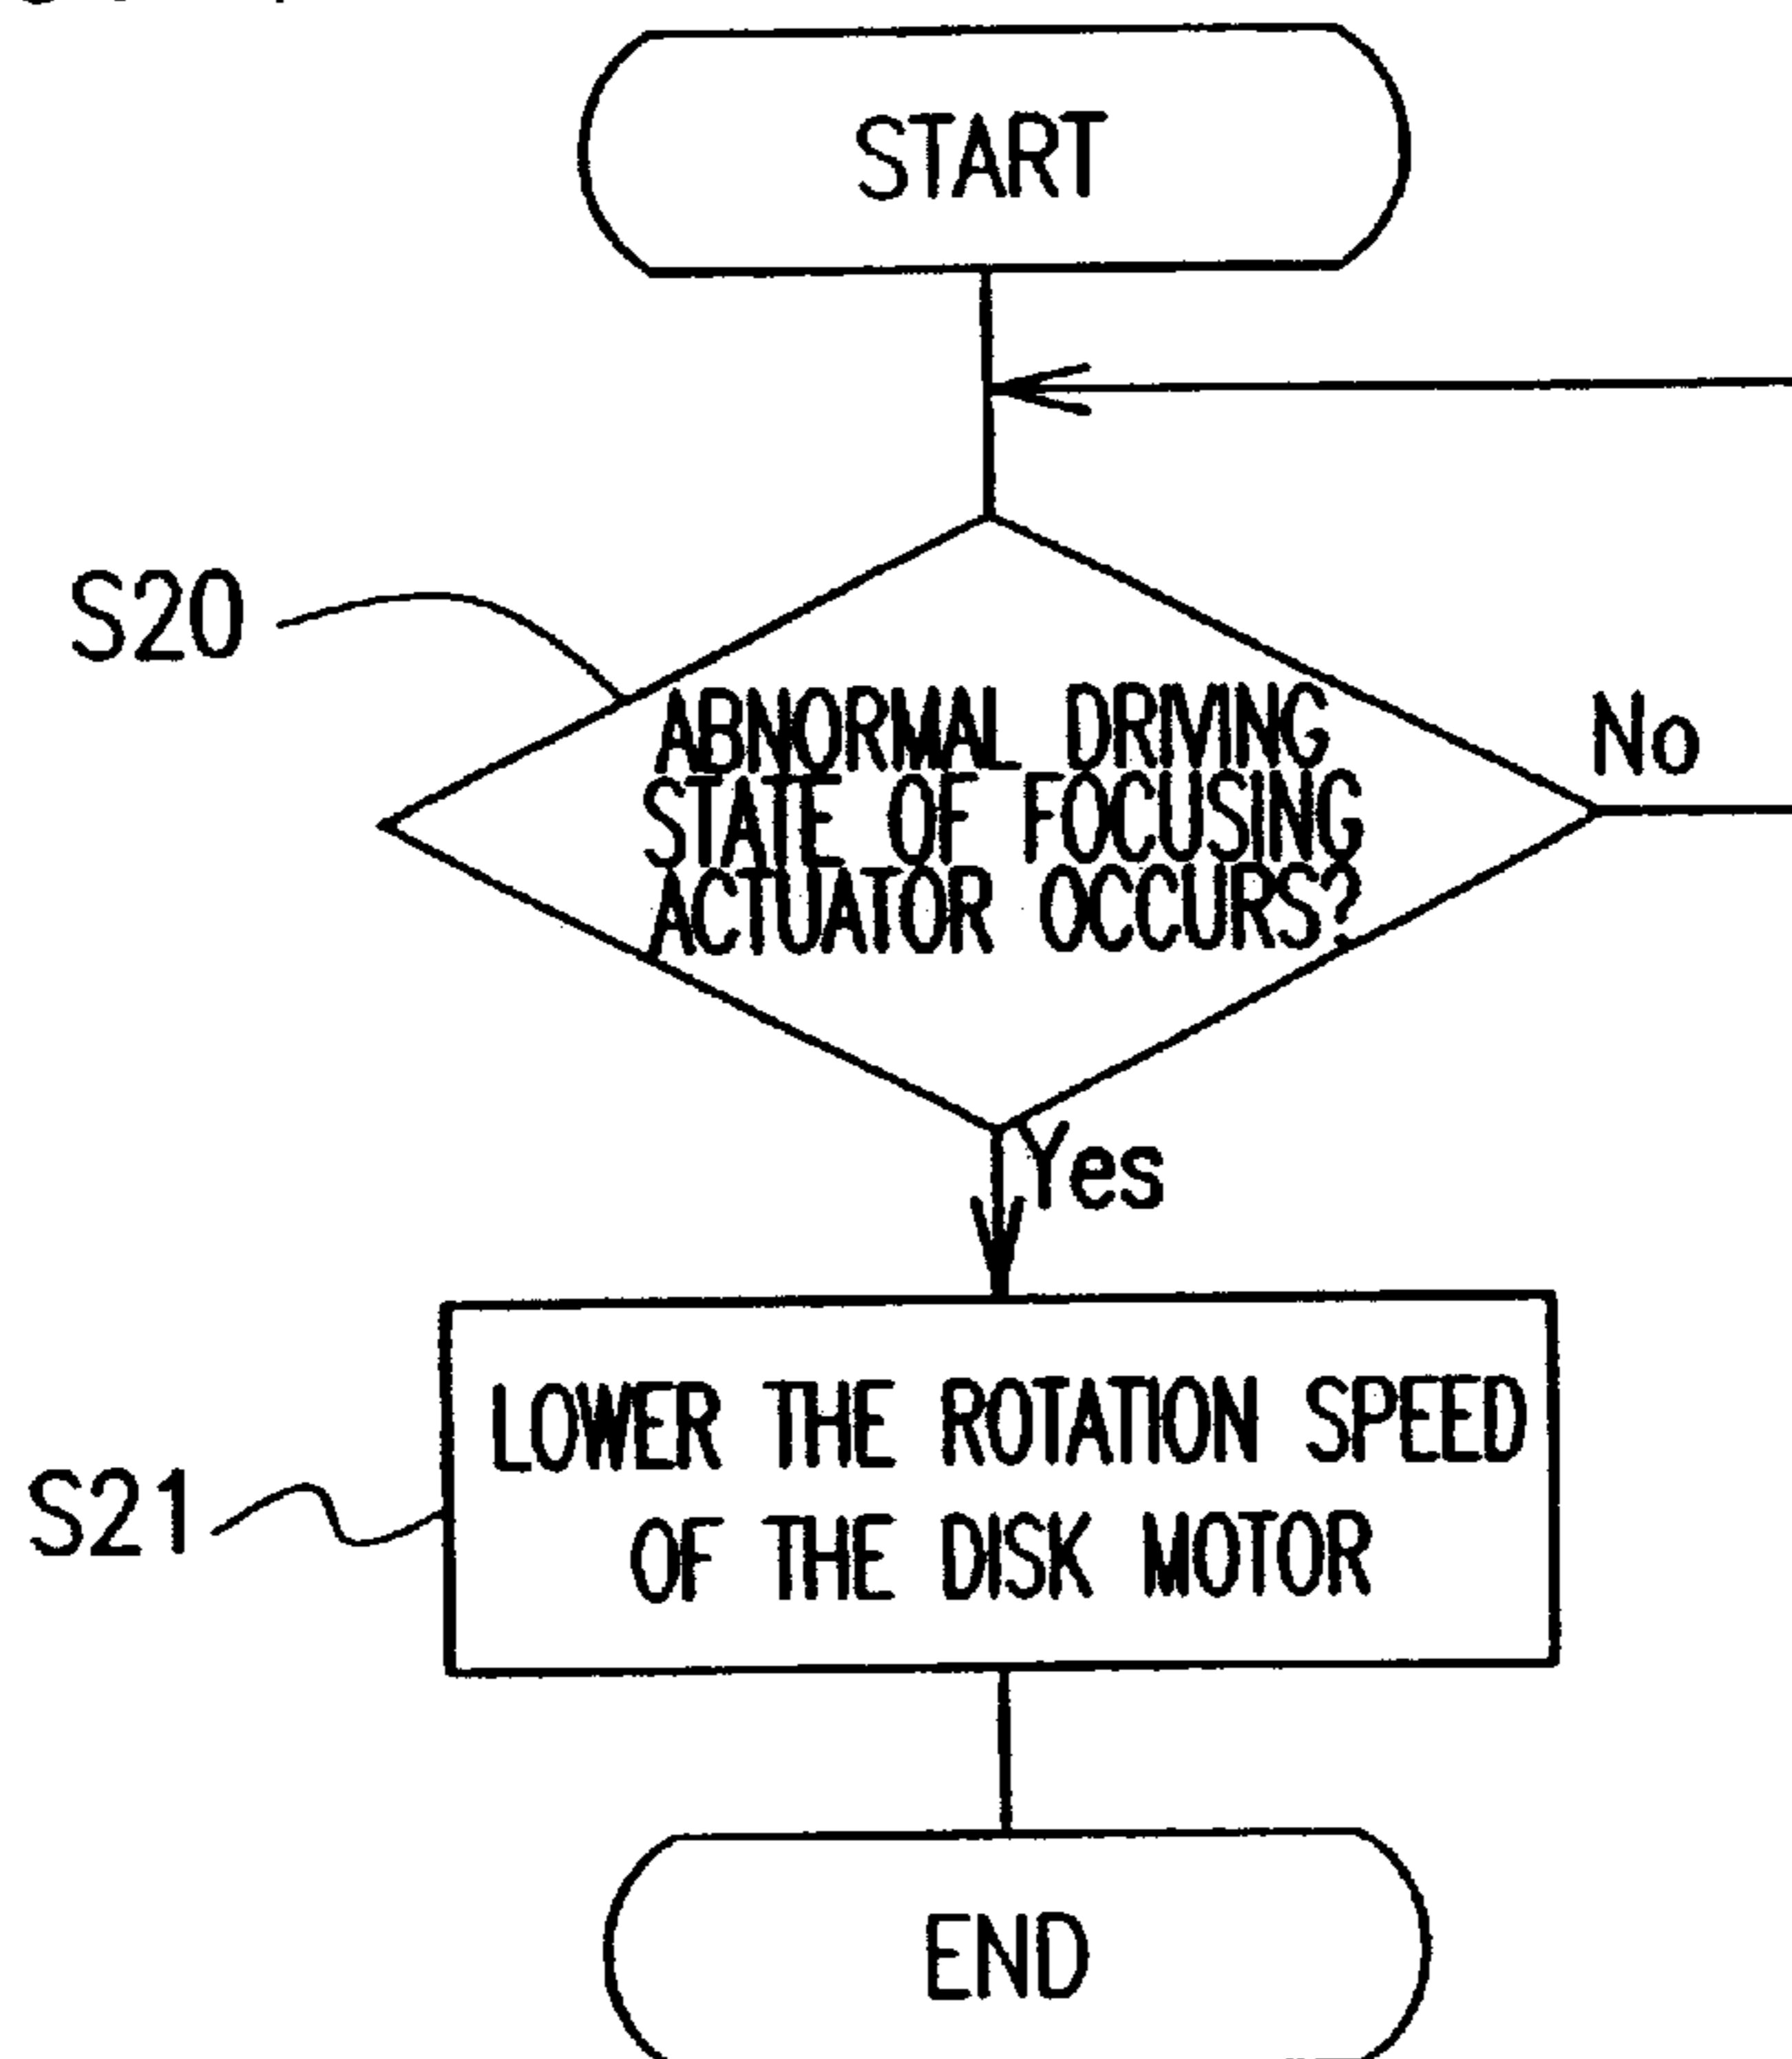 START
S20
ABNORMAL DRIVING
STATE OF FOCUSING
ACTUATOR OCCURS?
No
Yes
LOWER THE ROTATION SPEED
OF THE DISK MOTOR
S21
END